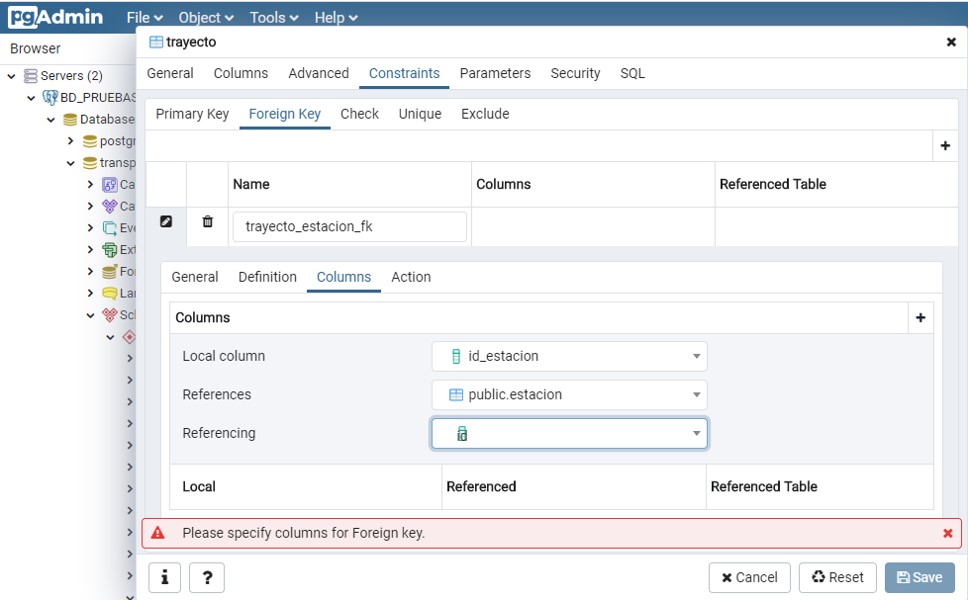 pgAdmin File Object Tools Help
Browser
trayecto
Servers (2)
General Columns Advanced Constraints Parameters Security SQL
BD_PRUEBAS
Primary Key Foreign Key Check Unique Exclude
Database
postgr
transp
Name Columns Referenced Table
Ca
Ca
trayecto_estacion_fk
Eve
Ext
Fo
General Definition Columns Action
Lan
Sch
Columns
Local column id_estacion
References public.estacion
Referencing id
Local Referenced Referenced Table
Please specify columns for Foreign key.
i ? Cancel Reset Save